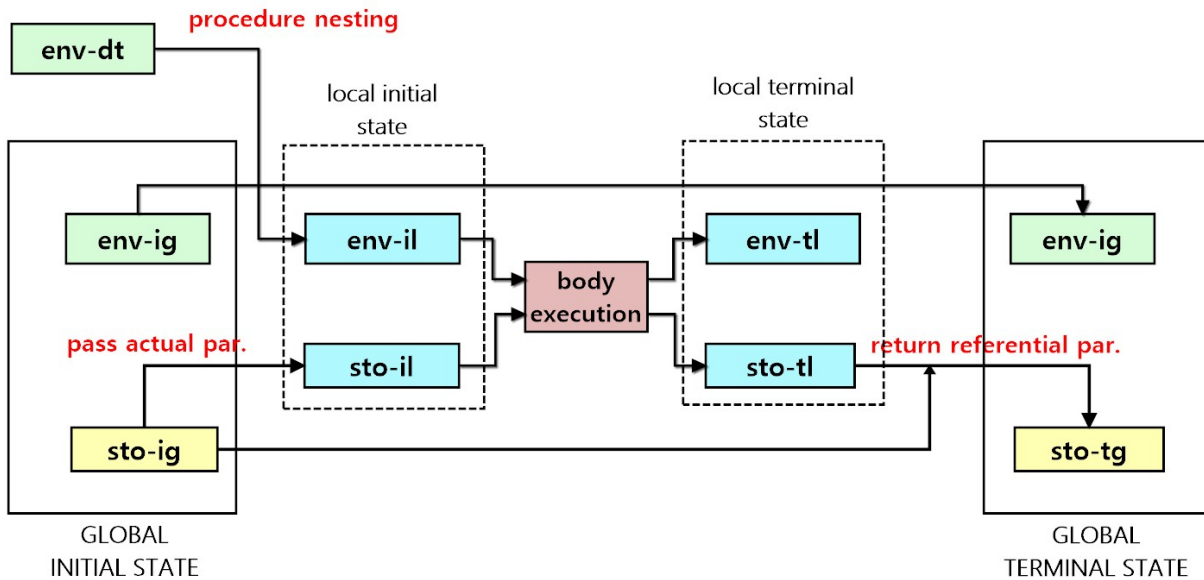 procedure nesting
env-dt
local initial
state
local terminal
state
env-ig
env-il
body
execution
env-tl
env-ig
pass actual par.
sto-il
sto-tl
return referential par.
sto-ig
sto-tg
GLOBAL
INITIAL STATE
GLOBAL
TERMINAL STATE